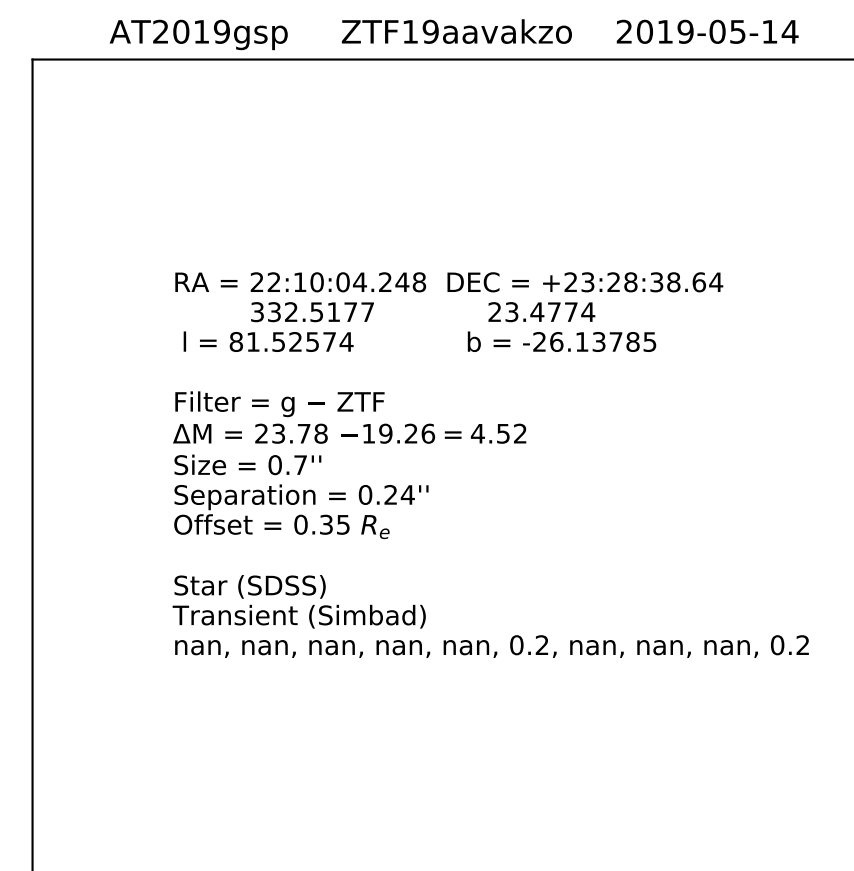 AT2019gsp ZTF19aavakzo 2019-05-14
RA = 22:10:04.248 DEC = +23:28:38.64
332.5177 23.4774
l = 81.52574 b = -26.13785
Filter = g − ZTF
ΔM = 23.78 −19.26 = 4.52
Size = 0.7''
Separation = 0.24''
Offset = 0.35 Re
Star (SDSS)
Transient (Simbad)
nan, nan, nan, nan, nan, 0.2, nan, nan, nan, 0.2